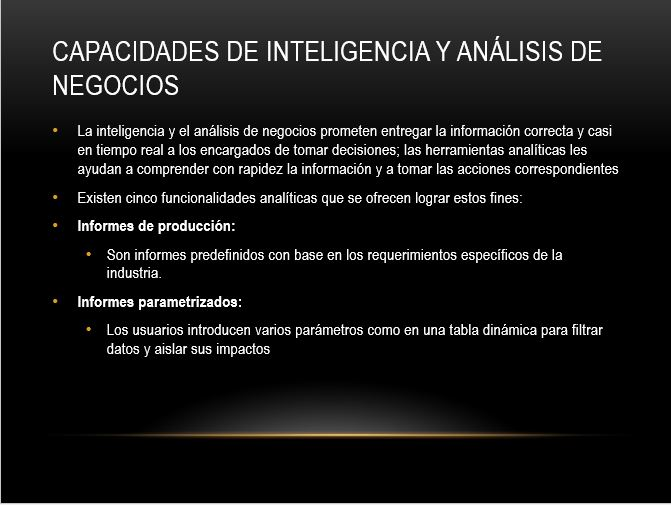 CAPACIDADES DE INTELIGENCIA Y ANÁLISIS DE
NEGOCIOS
• La inteligencia y el análisis de negocios prometen entregar la información correcta y casi
en tiempo real a los encargados de tomar decisiones; las herramientas analíticas les
ayudan a comprender con rapidez la información y a tomar las acciones correspondientes
• Existen cinco funcionalidades analíticas que se ofrecen lograr estos fines:
• Informes de producción:
• Son informes predefinidos con base en los requerimientos específicos de la
industria.
• Informes parametrizados:
• Los usuarios introducen varios parámetros como en una tabla dinámica para filtrar
datos y aislar sus impactos